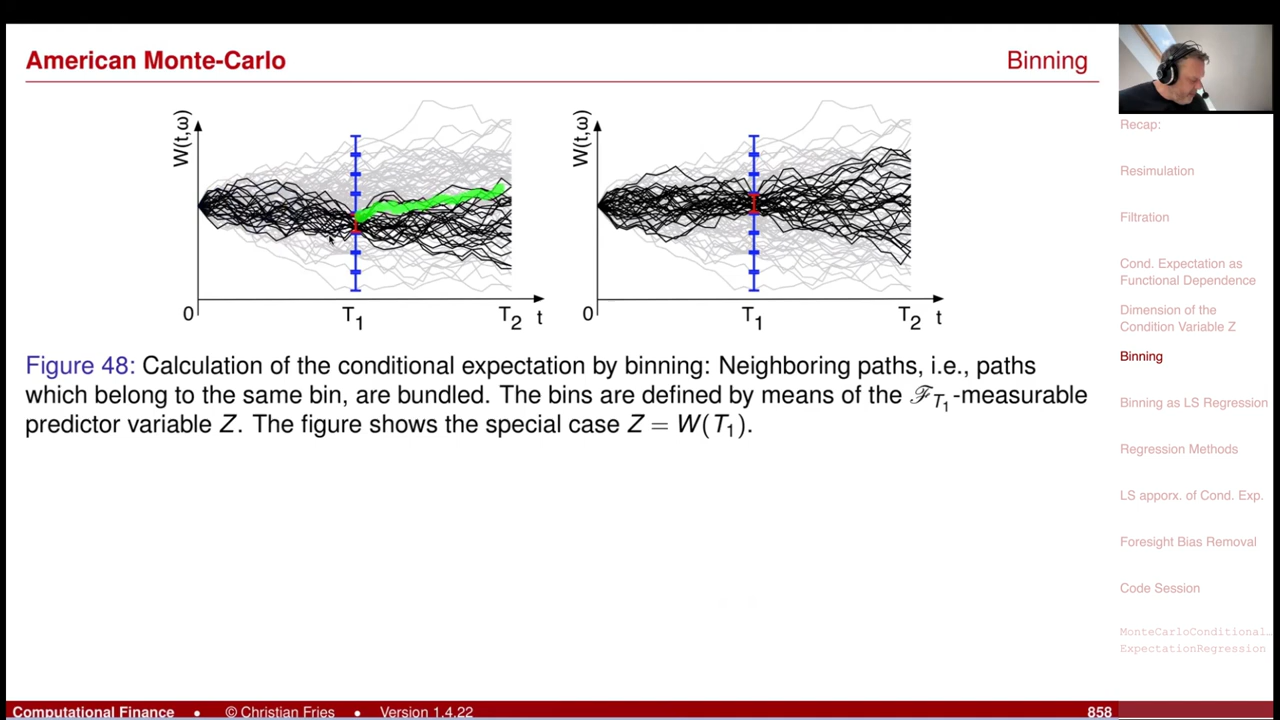 American Monte-Carlo
Binning
W(t,ω)
0
T1
T2 t
W(t,ω)
0
T1
T2 t
Figure 48: Calculation of the conditional expectation by binning: Neighboring paths, i.e., paths
which belong to the same bin, are bundled. The bins are defined by means of the ℱT1-measurable
predictor variable Z. The figure shows the special case Z = W(T1).
Recap:
Resimulation
Filtration
Cond. Expectation as
Functional Dependence
Dimension of the
Condition Variable Z
Binning
Binning as LS Regression
Regression Methods
LS apporx. of Cond. Exp.
Foresight Bias Removal
Code Session
MonteCarloConditional…
ExpectationRegression
Computational Finance • © Christian Fries • Version 1.4.22
858